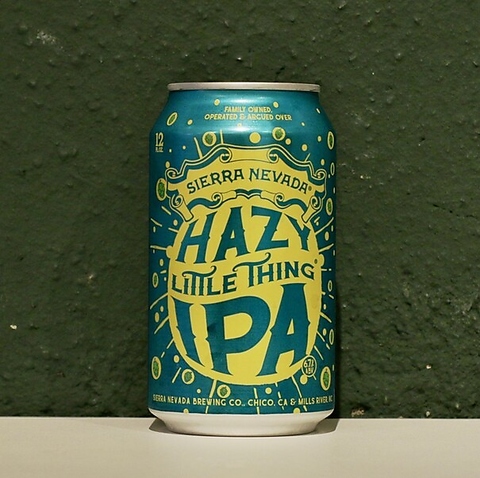 FAMILY OWNED,
OPERATED & ARGUED OVER
12
FL.OZ.
SIERRA NEVADA®
HAZY
LITTLE THING®
IPA
6.7%
SIERRA NEVADA BREWING CO., CHICO, CA & MILLS RIVER, NC